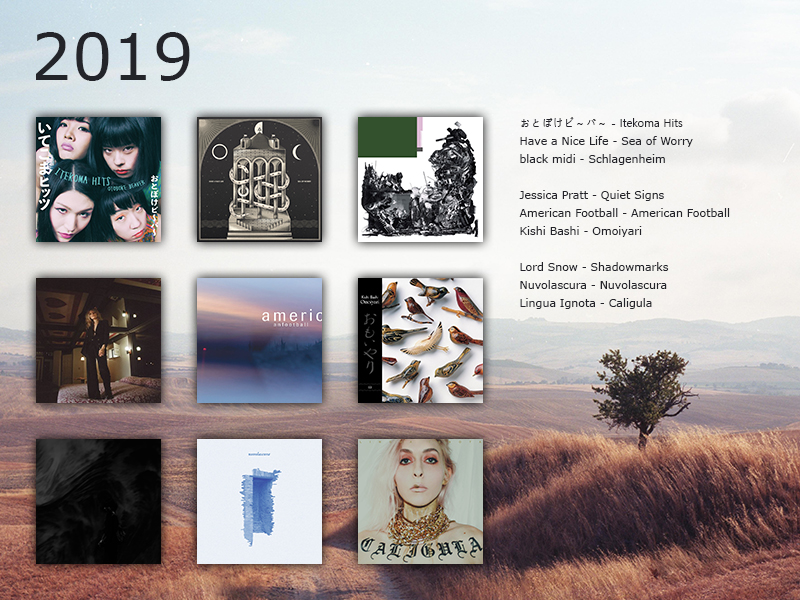 2019
いてこまヒッツ
ITEKOMA HITS
OTOBOKE BEAVER
おとぼけビ～バ～
americ
anfootball
Kishi Bashi
Omoiyari
おもいやり
nuvolascura
CALIGULA
おとぼけビ～バ～ - Itekoma Hits
Have a Nice Life - Sea of Worry
black midi - Schlagenheim
Jessica Pratt - Quiet Signs
American Football - American Football
Kishi Bashi - Omoiyari
Lord Snow - Shadowmarks
Nuvolascura - Nuvolascura
Lingua Ignota - Caligula